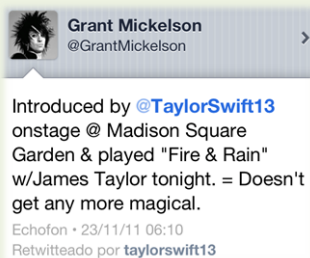 Grant Mickelson
@GrantMickelson
Introduced by @TaylorSwift13
onstage @ Madison Square
Garden & played "Fire & Rain"
w/James Taylor tonight. = Doesn't
get any more magical.
Echofon • 23/11/11 06:10
Retwitteado por taylorswift13